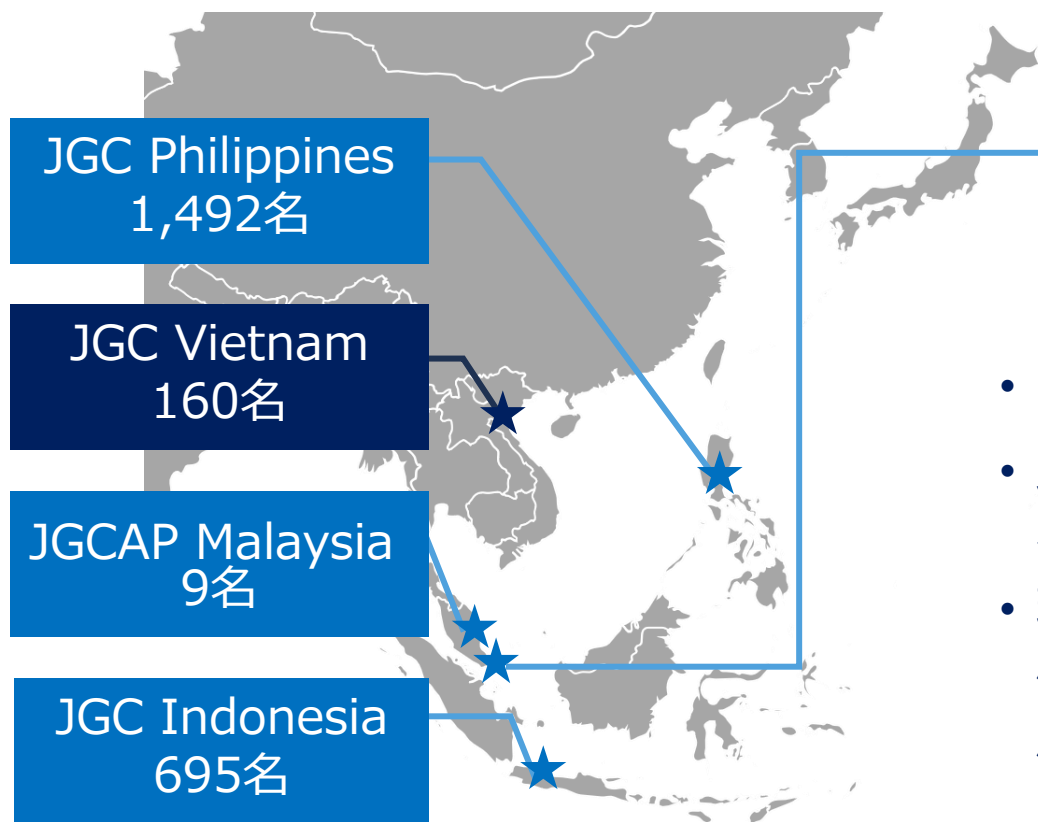 JGC Philippines
1,492名
JGC Vietnam
160名
JGCAP Malaysia
9名
JGC Indonesia
695名